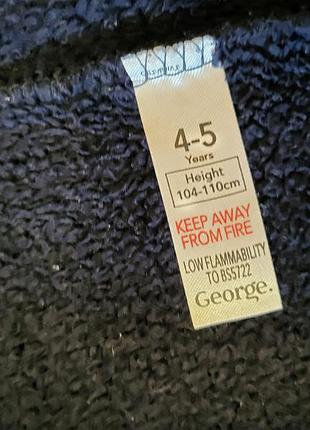 4-5
Years
Height
104-110cm
KEEP AWAY
FROM FIRE
LOW FLAMMABILITY
TO BS5722
George.